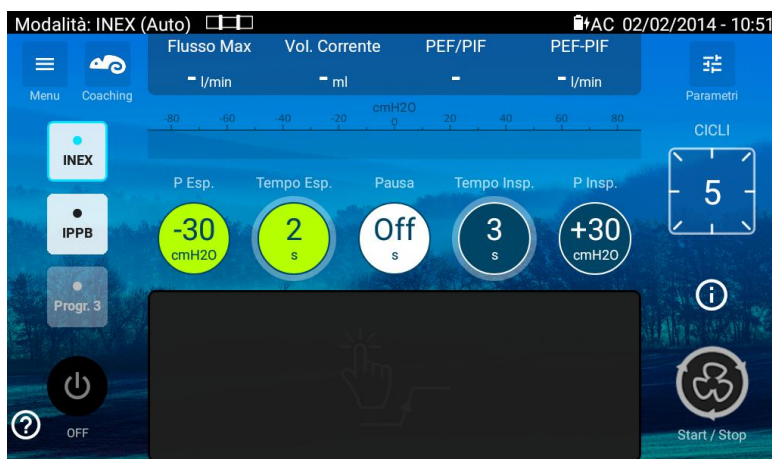 Modalità: INEX (Auto)
AC 02/02/2014 - 10:51
Menu
Coaching
Flusso Max
Vol. Corrente
PEF/PIF
PEF-PIF
- l/min
- ml
-
- l/min
Parametri
cmH2O
-80 -60 -40 -20 0 20 40 60 80
CICLI
5
INEX
IPPB
Progr. 3
P Esp.
Tempo Esp.
Pausa
Tempo Insp.
P Insp.
-30
cmH2O
2
s
Off
s
3
s
+30
cmH2O
OFF
Start / Stop